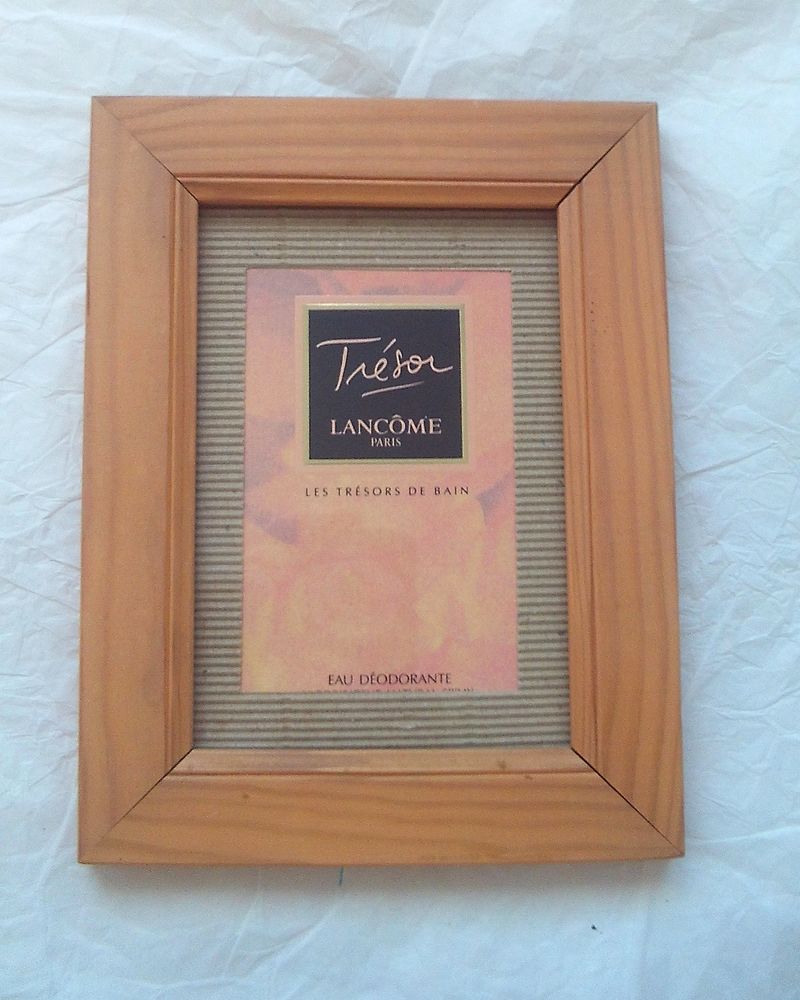 Trésor
LANCÔME
PARIS
LES TRÉSORS DE BAIN
EAU DÉODORANTE